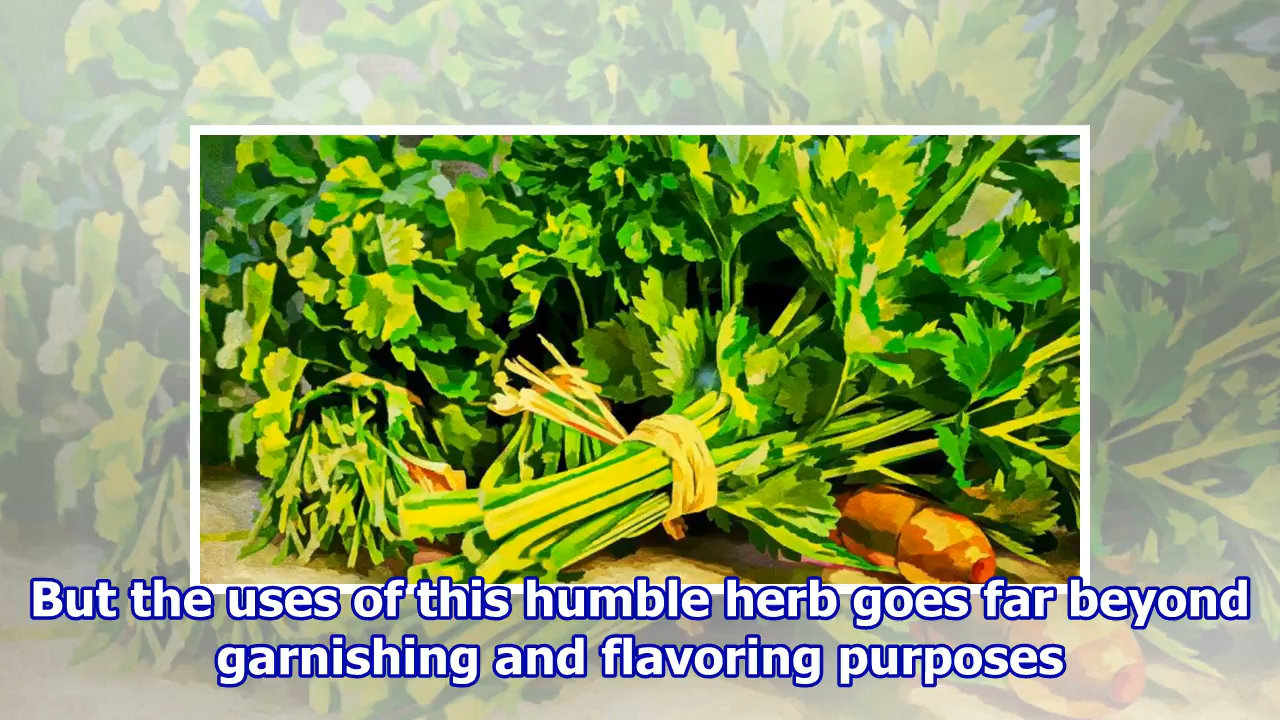 But the uses of this humble herb goes far beyond
garnishing and flavoring purposes